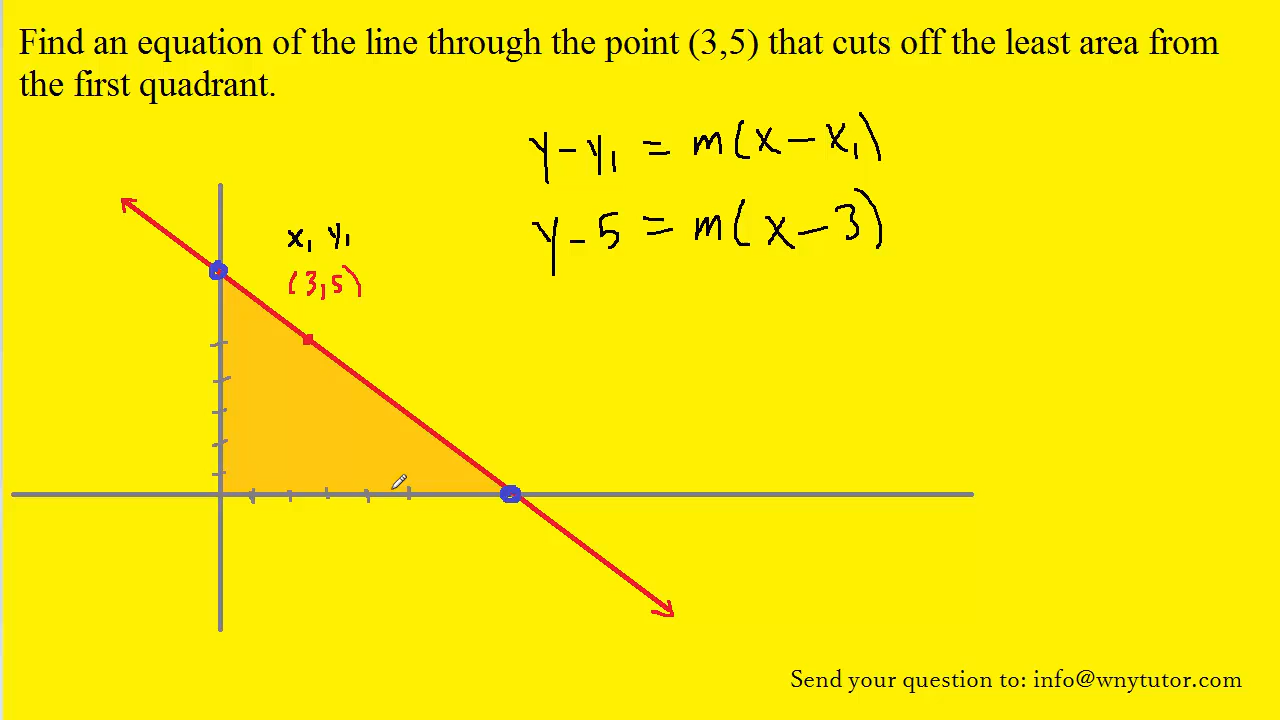 Find an equation of the line through the point (3,5) that cuts off the least area from
the first quadrant.
y - y₁ = m(x - x₁)
y - 5 = m(x - 3)
x₁ y₁
(3,5)
Send your question to: info@wnytutor.com